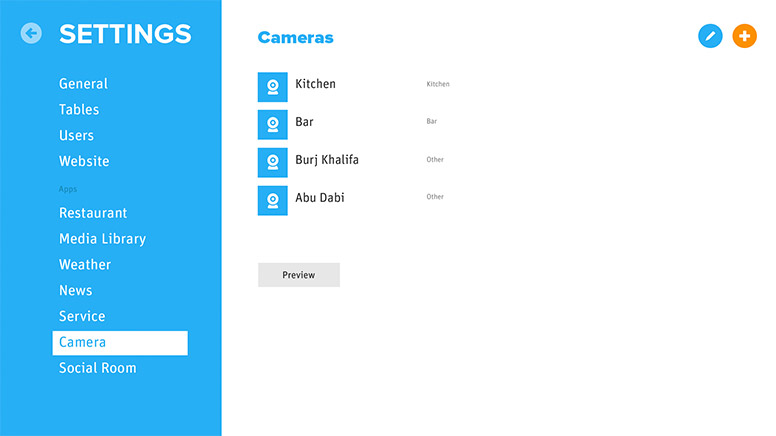 SETTINGS
General
Tables
Users
Website
Apps
Restaurant
Media Library
Weather
News
Service
Camera
Social Room
Cameras
Kitchen Kitchen
Bar Bar
Burj Khalifa Other
Abu Dabi Other
Preview